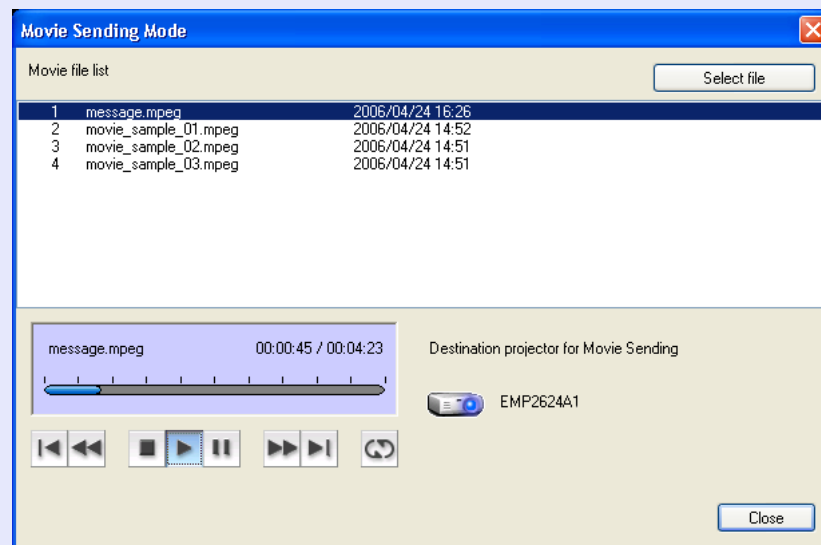 Movie Sending Mode
Movie file list
Select file
1 message.mpeg 2006/04/24 16:26
2 movie_sample_01.mpeg 2006/04/24 14:52
3 movie_sample_02.mpeg 2006/04/24 14:51
4 movie_sample_03.mpeg 2006/04/24 14:51
message.mpeg 00:00:45 / 00:04:23
Destination projector for Movie Sending
EMP2624A1
Close